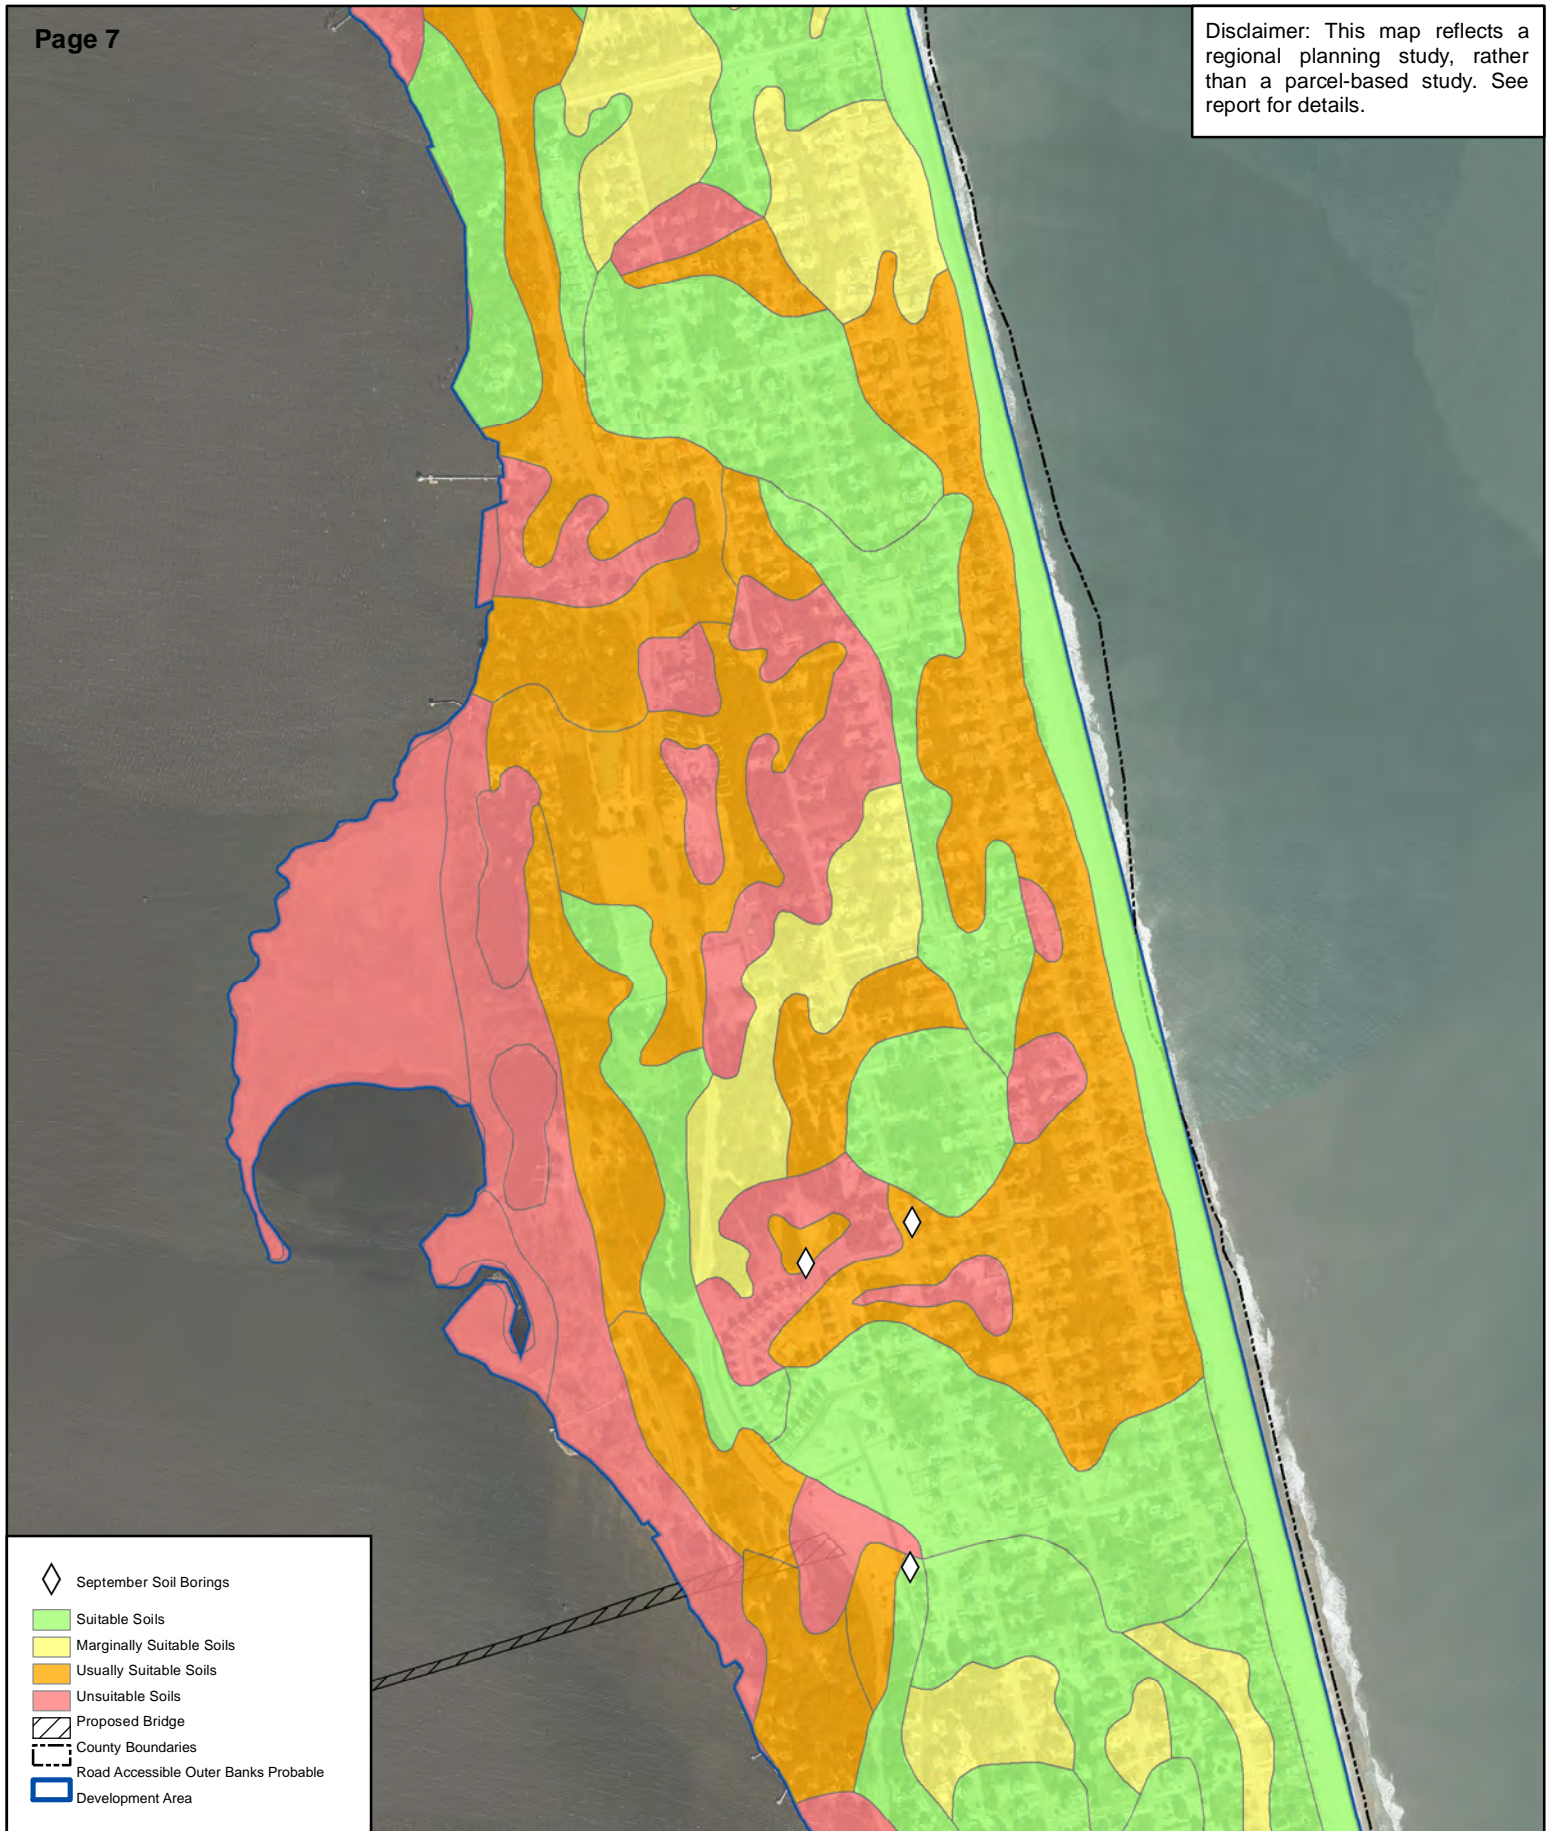 Page 7
Disclaimer: This map reflects a
regional planning study, rather
than a parcel-based study. See
report for details.
September Soil Borings
Suitable Soils
Marginally Suitable Soils
Usually Suitable Soils
Unsuitable Soils
Proposed Bridge
County Boundaries
Road Accessible Outer Banks Probable
Development Area